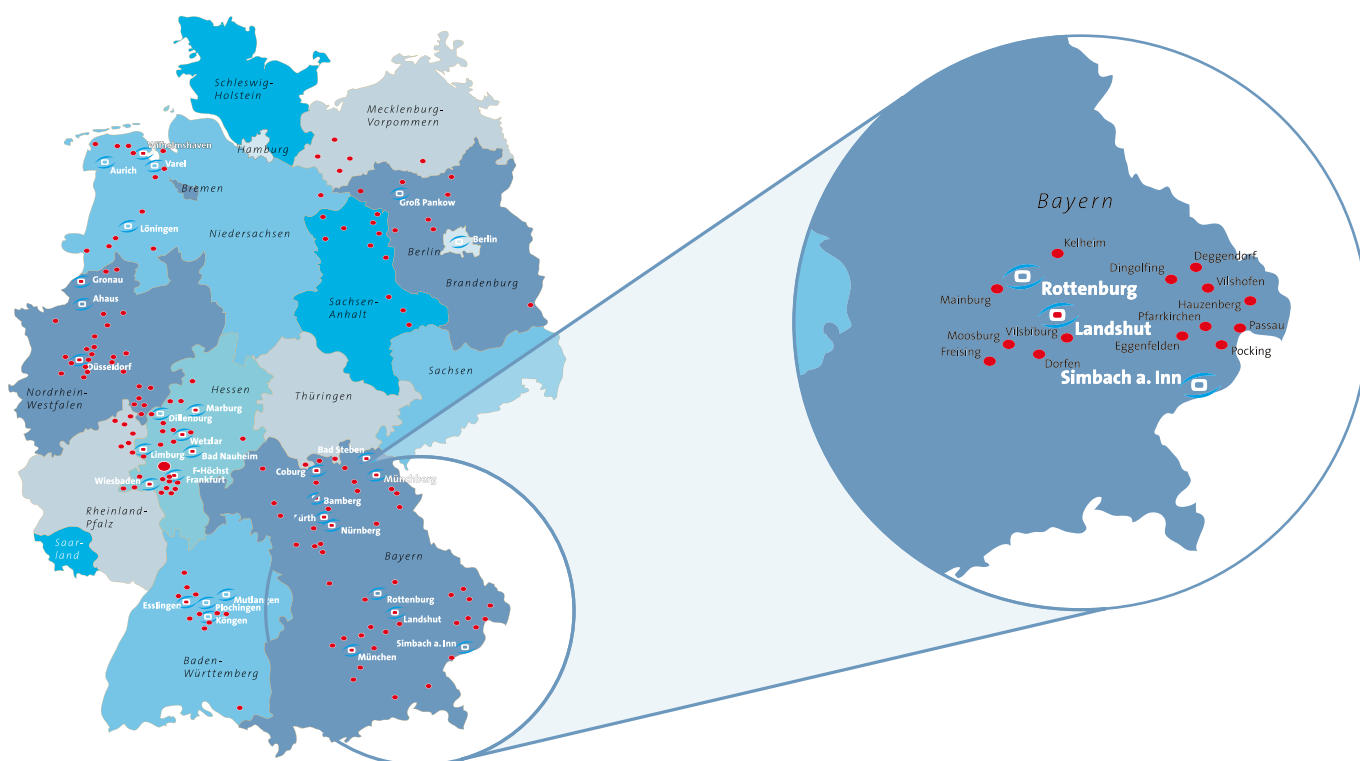 Schleswig-
Holstein
Mecklenburg-
Vorpommern
Hamburg
Wilhelmshaven
Aurich
Varel
Bremen
Groß Pankow
Löningen
Niedersachsen
Berlin
Berlin
Brandenburg
Gronau
Ahaus
Sachsen-
Anhalt
Düsseldorf
Nordrhein-
Westfalen
Hessen
Thüringen
Sachsen
Marburg
Dillenburg
Wetzlar
Limburg
Bad Nauheim
Bad Steben
F-Höchst
Frankfurt
Wiesbaden
Coburg
Münchberg
Rheinland-
Pfalz
Bamberg
ürth
Nürnberg
Saar-
land
Bayern
Mutlangen
Esslingen
Plochingen
Köngen
Rottenburg
Landshut
Simbach a. Inn
München
Baden-
Württemberg
Bayern
Kelheim
Deggendorf
Dingolfing
Vilshofen
Rottenburg
Mainburg
Hauzenberg
Pfarrkirchen
Landshut
Passau
Moosburg
Vilsbiburg
Eggenfelden
Pocking
Freising
Dorfen
Simbach a. Inn